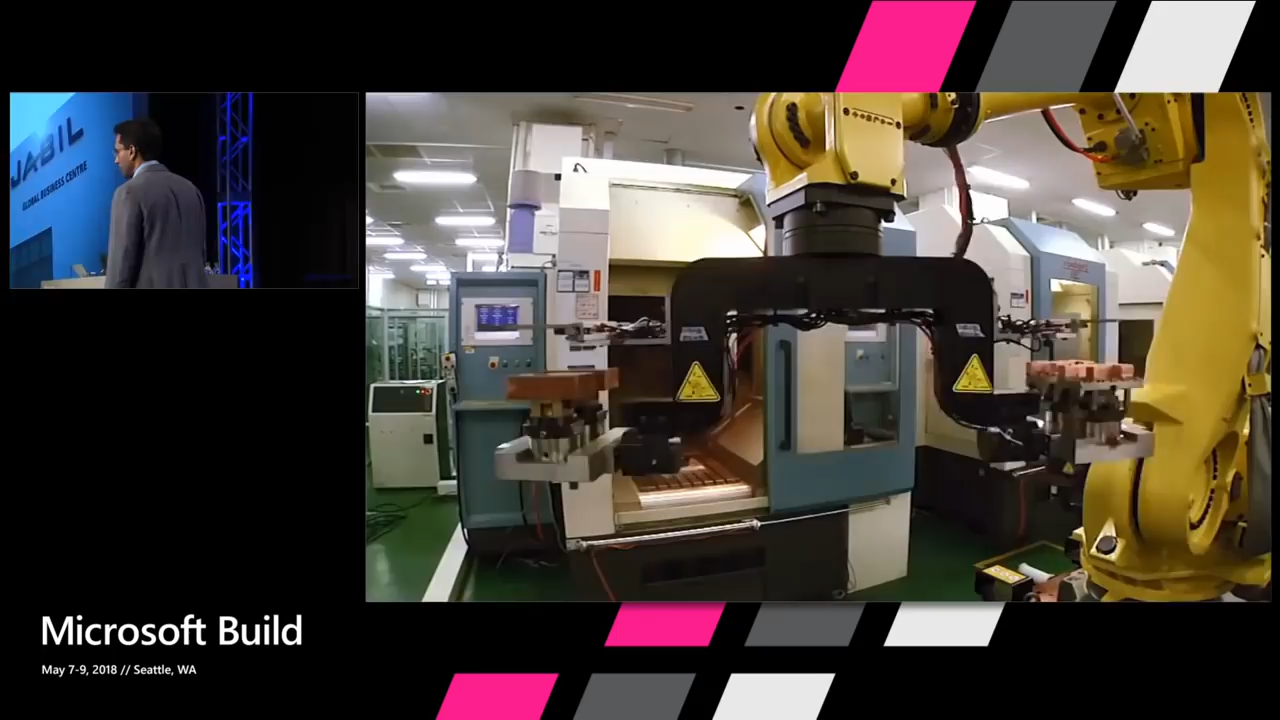 JABIL
GLOBAL BUSINESS CENTRE
Microsoft Build
May 7-9, 2018 // Seattle, WA